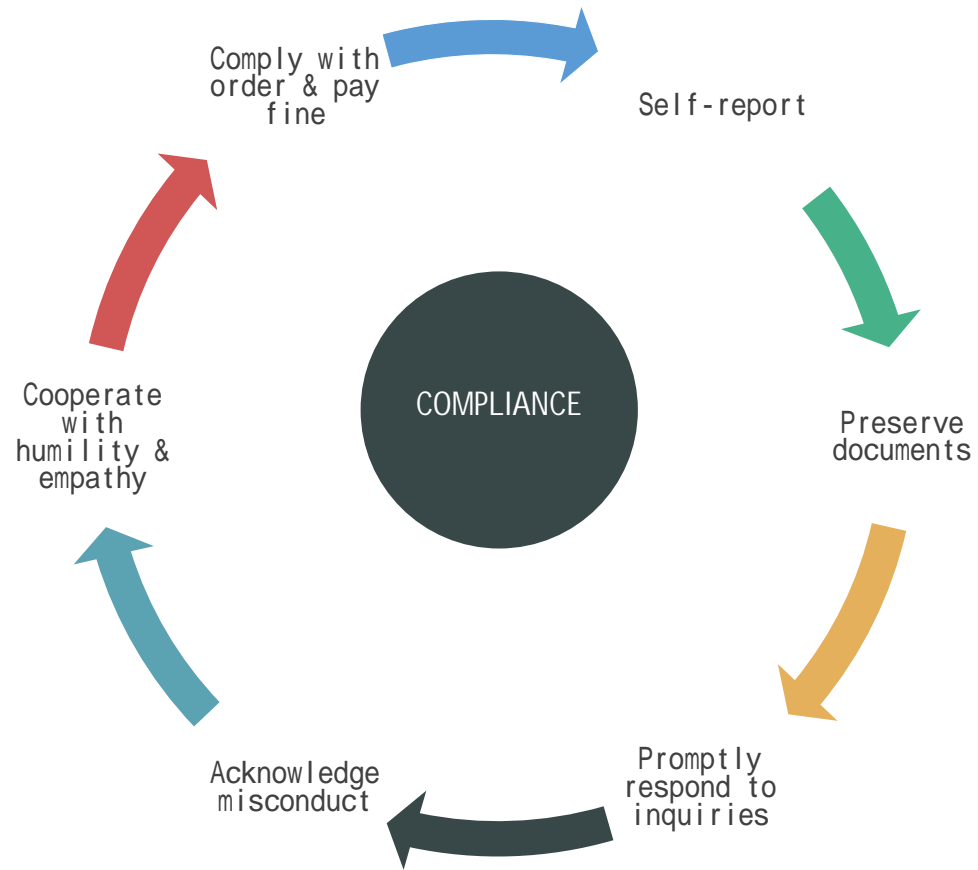 Comply with
order & pay
fine
Self-report
Preserve
documents
Promptly
respond to
inquiries
Acknowledge
misconduct
Cooperate
with
humility &
empathy
COMPLIANCE